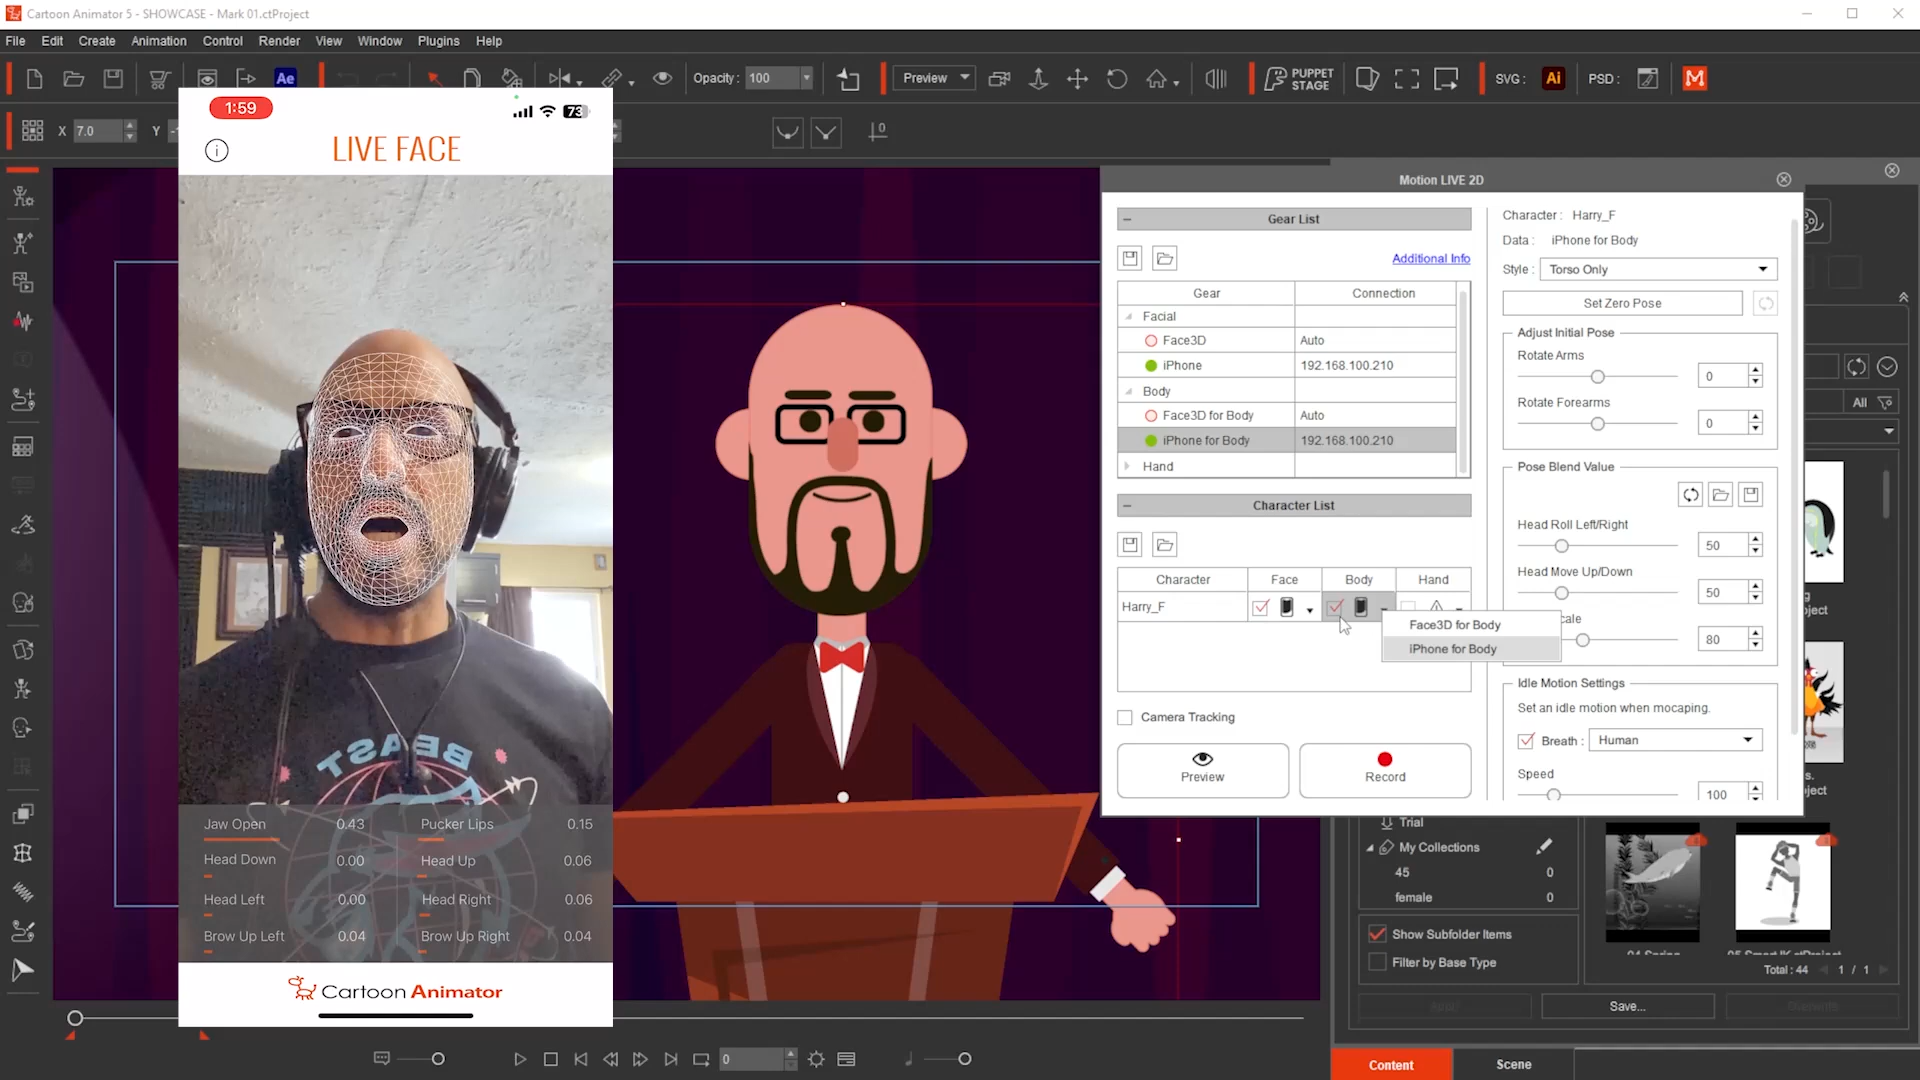 Cartoon Animator 5 - SHOWCASE - Mark 01.ctProject
File Edit Create Animation Control Render View Window Plugins Help
Ae
Opacity : 100
Preview
PUPPET STAGE
SVG :
Ai
PSD :
X 7.0
Y
1:59
73
LIVE FACE
BEAST
Jaw Open 0.43 Pucker Lips 0.15
Head Down 0.00 Head Up 0.06
Head Left 0.00 Head Right 0.06
Brow Up Left 0.04 Brow Up Right 0.04
Cartoon Animator
Motion LIVE 2D
Gear List
Additional Info
Gear Connection
Facial
Face3D Auto
iPhone 192.168.100.210
Body
Face3D for Body Auto
iPhone for Body 192.168.100.210
Hand
Character List
Character Face Body Hand
Harry_F
Face3D for Body
iPhone for Body
Camera Tracking
Preview
Record
Character : Harry_F
Data : iPhone for Body
Style : Torso Only
Set Zero Pose
Adjust Initial Pose
Rotate Arms
0
Rotate Forearms
0
Pose Blend Value
Head Roll Left/Right
50
Head Move Up/Down
50
cale
80
Idle Motion Settings
Set an idle motion when mocaping.
Breath : Human
Speed
100
All
g
oject
s.
oject
Trial
My Collections
45 0
female 0
Show Subfolder Items
Filter by Base Type
Total : 44 1 / 1
Save...
Content
Scene
0